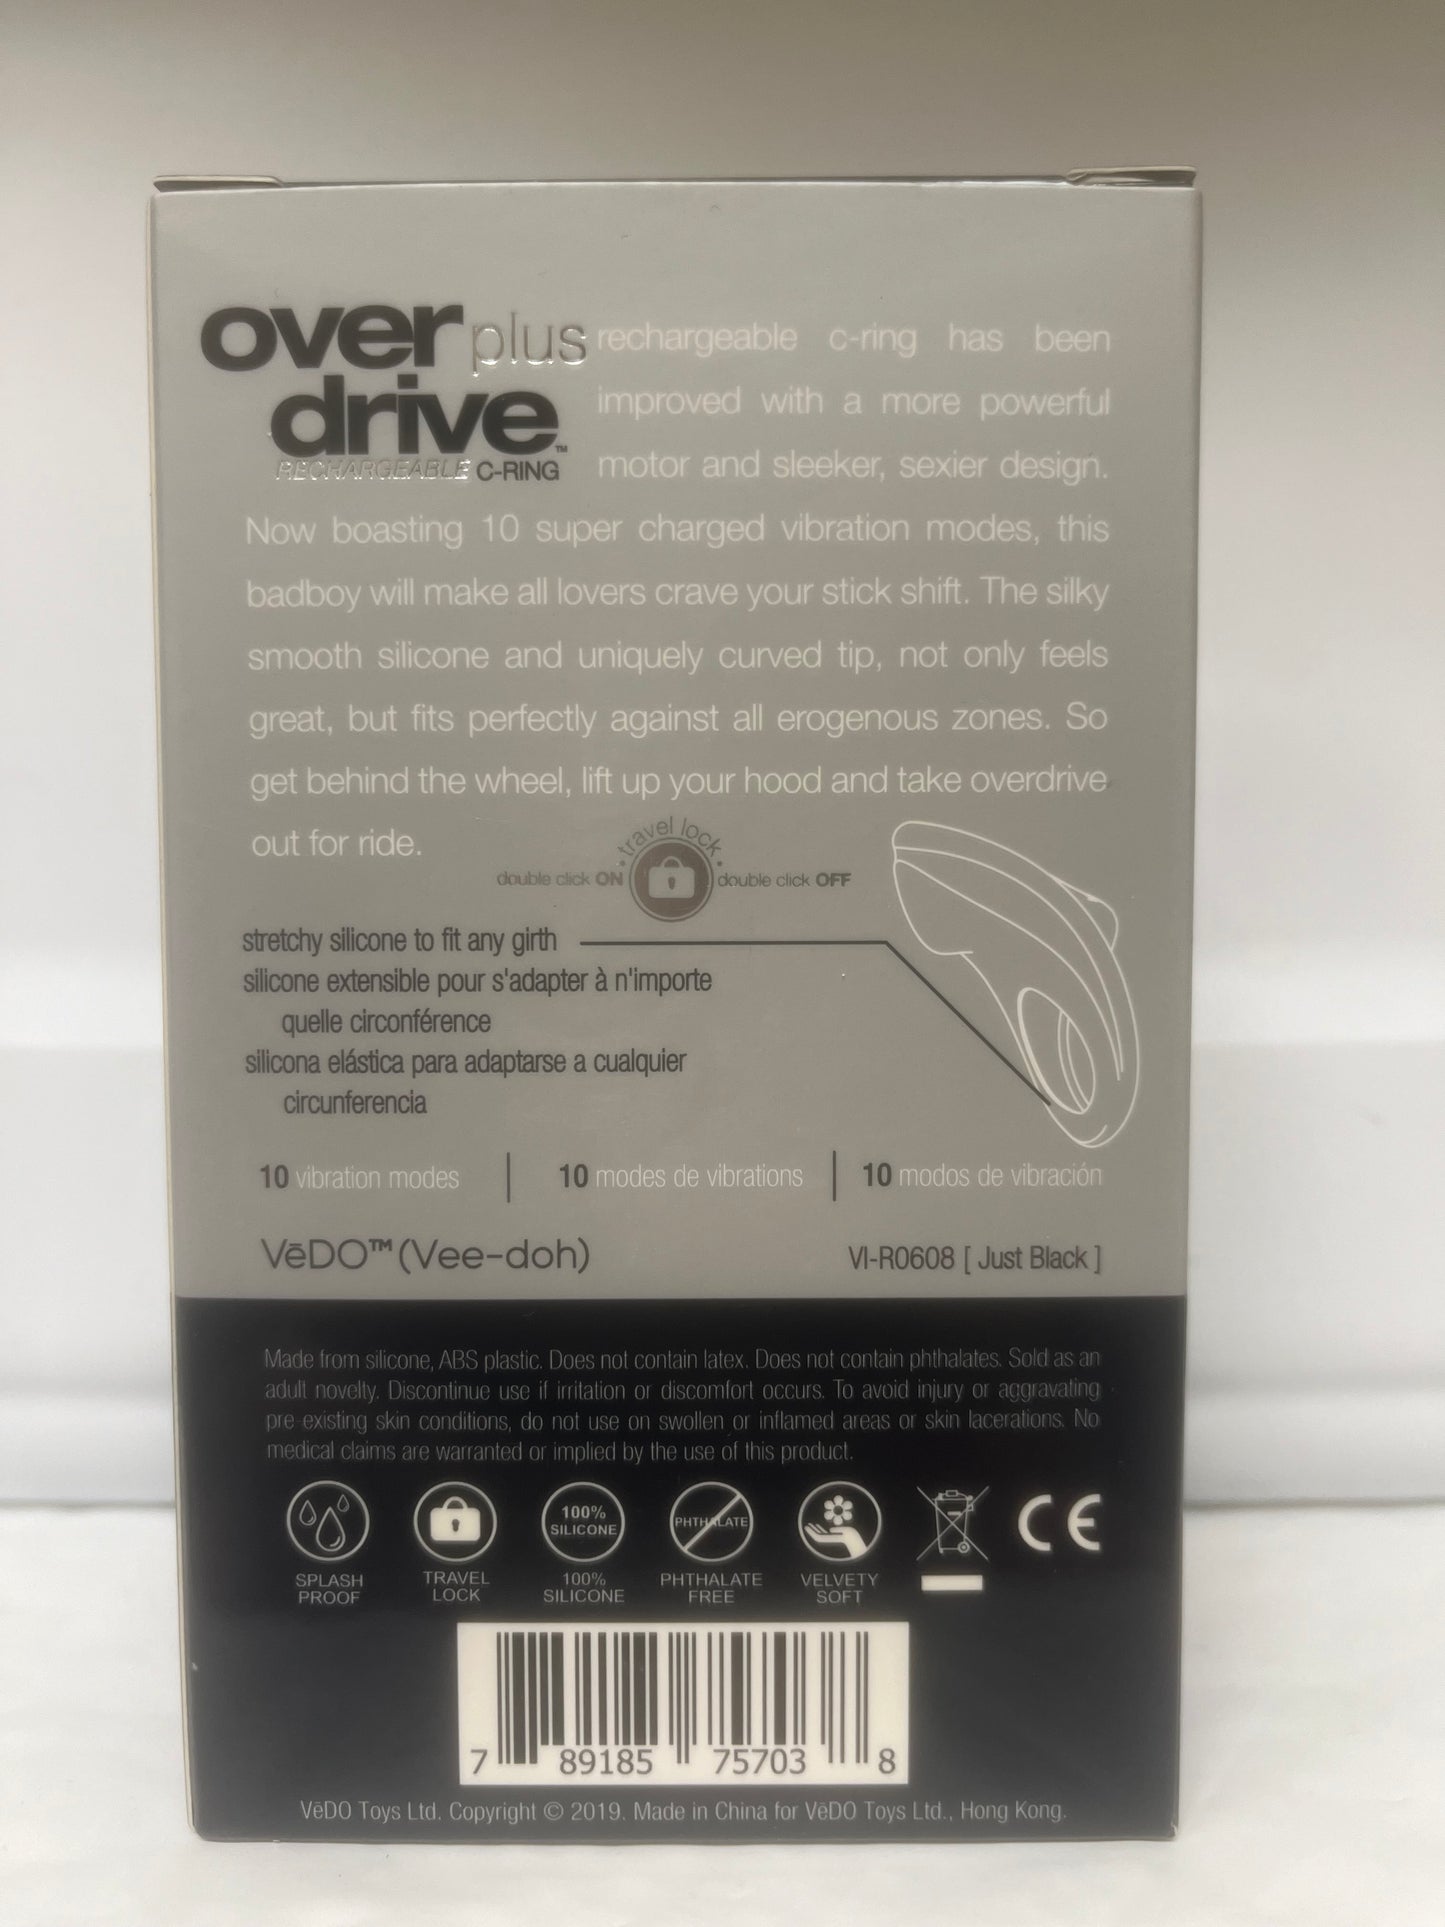 over plus
drive™
RECHARGEABLE C-RING
rechargeable c-ring has been
improved with a more powerful
motor and sleeker, sexier design.
Now boasting 10 super charged vibration modes, this
badboy will make all lovers crave your stick shift. The silky
smooth silicone and uniquely curved tip, not only feels
great, but fits perfectly against all erogenous zones. So
get behind the wheel, lift up your hood and take overdrive
out for ride.
• travel lock •
double click ON
double click OFF
stretchy silicone to fit any girth
silicone extensible pour s'adapter à n'importe
quelle circonférence
silicona elástica para adaptarse a cualquier
circunferencia
10 vibration modes | 10 modes de vibrations | 10 modos de vibración
VēDO™ (Vee-doh)
VI-R0608 [ Just Black ]
Made from silicone, ABS plastic. Does not contain latex. Does not contain phthalates. Sold as an
adult novelty. Discontinue use if irritation or discomfort occurs. To avoid injury or aggravating
pre-existing skin conditions, do not use on swollen or inflamed areas or skin lacerations. No
medical claims are warranted or implied by the use of this product.
100%
SILICONE
PHTHALATE
CE
SPLASH
PROOF
TRAVEL
LOCK
100%
SILICONE
PHTHALATE
FREE
VELVETY
SOFT
7 89185 75703 8
VēDO Toys Ltd. Copyright © 2019. Made in China for VēDO Toys Ltd., Hong Kong.